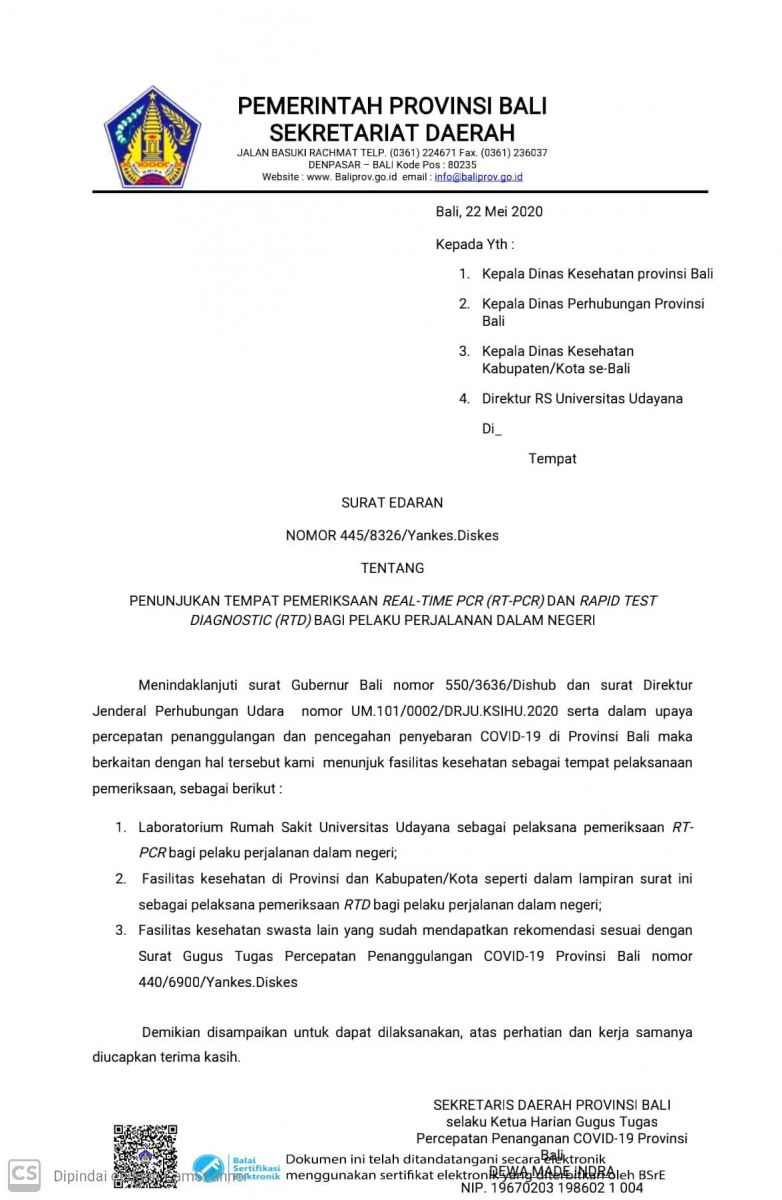 PEMERINTAH PROVINSI BALI
SEKRETARIAT DAERAH
JALAN BASUKI RACHMAT TELP. (0361) 224671 Fax. (0361) 236037
DENPASAR – BALI Kode Pos : 80235
Website : www. Baliprov.go.id email : info@baliprov.go.id
Bali, 22 Mei 2020
Kepada Yth :
1. Kepala Dinas Kesehatan provinsi Bali
2. Kepala Dinas Perhubungan Provinsi
Bali
3. Kepala Dinas Kesehatan
Kabupaten/Kota se-Bali
4. Direktur RS Universitas Udayana
Di_
Tempat
SURAT EDARAN
NOMOR 445/8326/Yankes.Diskes
TENTANG
PENUNJUKAN TEMPAT PEMERIKSAAN REAL-TIME PCR (RT-PCR) DAN RAPID TEST
DIAGNOSTIC (RTD) BAGI PELAKU PERJALANAN DALAM NEGERI
Menindaklanjuti surat Gubernur Bali nomor 550/3636/Dishub dan surat Direktur
Jenderal Perhubungan Udara nomor UM.101/0002/DRJU.KSIHU.2020 serta dalam upaya
percepatan penanggulangan dan pencegahan penyebaran COVID-19 di Provinsi Bali maka
berkaitan dengan hal tersebut kami menunjuk fasilitas kesehatan sebagai tempat pelaksanaan
pemeriksaan, sebagai berikut :
1. Laboratorium Rumah Sakit Universitas Udayana sebagai pelaksana pemeriksaan RT-
PCR bagi pelaku perjalanan dalam negeri;
2. Fasilitas kesehatan di Provinsi dan Kabupaten/Kota seperti dalam lampiran surat ini
sebagai pelaksana pemeriksaan RTD bagi pelaku perjalanan dalam negeri;
3. Fasilitas kesehatan swasta lain yang sudah mendapatkan rekomendasi sesuai dengan
Surat Gugus Tugas Percepatan Penanggulangan COVID-19 Provinsi Bali nomor
440/6900/Yankes.Diskes
Demikian disampaikan untuk dapat dilaksanakan, atas perhatian dan kerja samanya
diucapkan terima kasih.
SEKRETARIS DAERAH PROVINSI BALI
selaku Ketua Harian Gugus Tugas
Percepatan Penanganan COVID-19 Provinsi
Bali
DEWA MADE INDRA
NIP. 19670203 198602 1 004
Balai
Sertifikasi
Elektronik
Dokumen ini telah ditandatangani secara elektronik
menggunakan sertifikat elektronik yang diterbitkan oleh BSrE
CS Dipindai